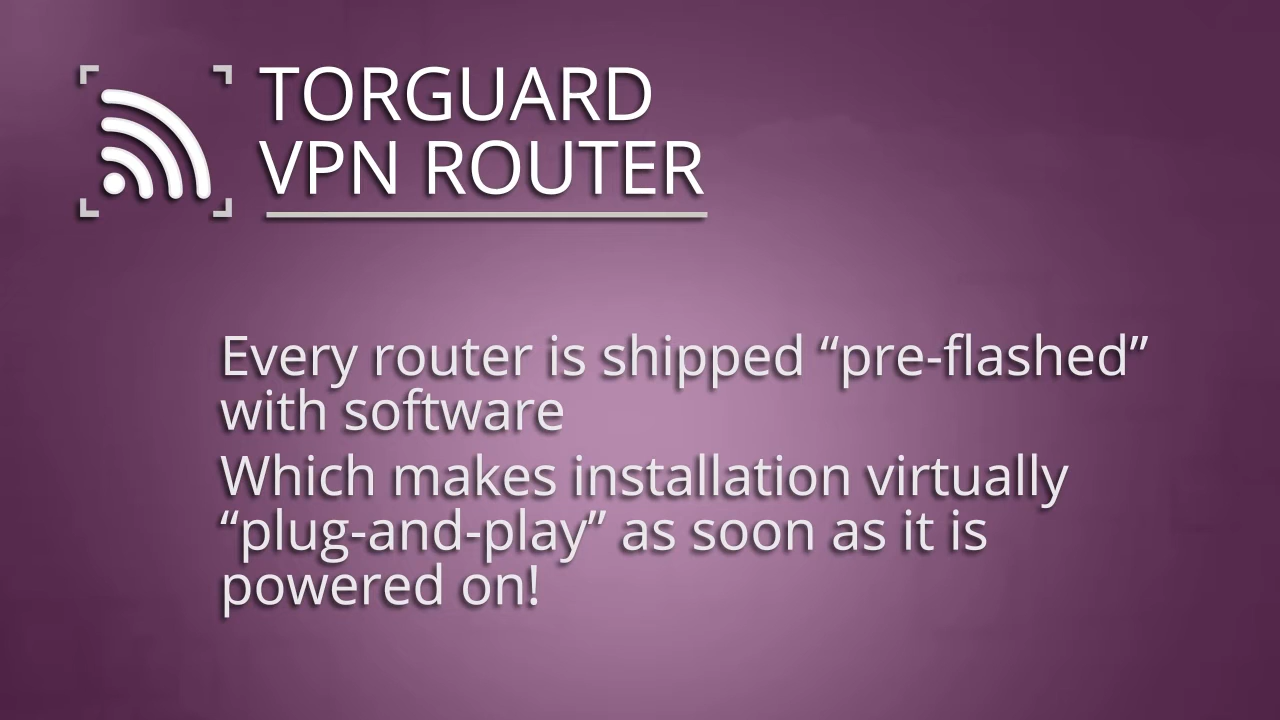 TORGUARD
VPN ROUTER
Every router is shipped “pre-flashed”
with software
Which makes installation virtually
“plug-and-play” as soon as it is
powered on!